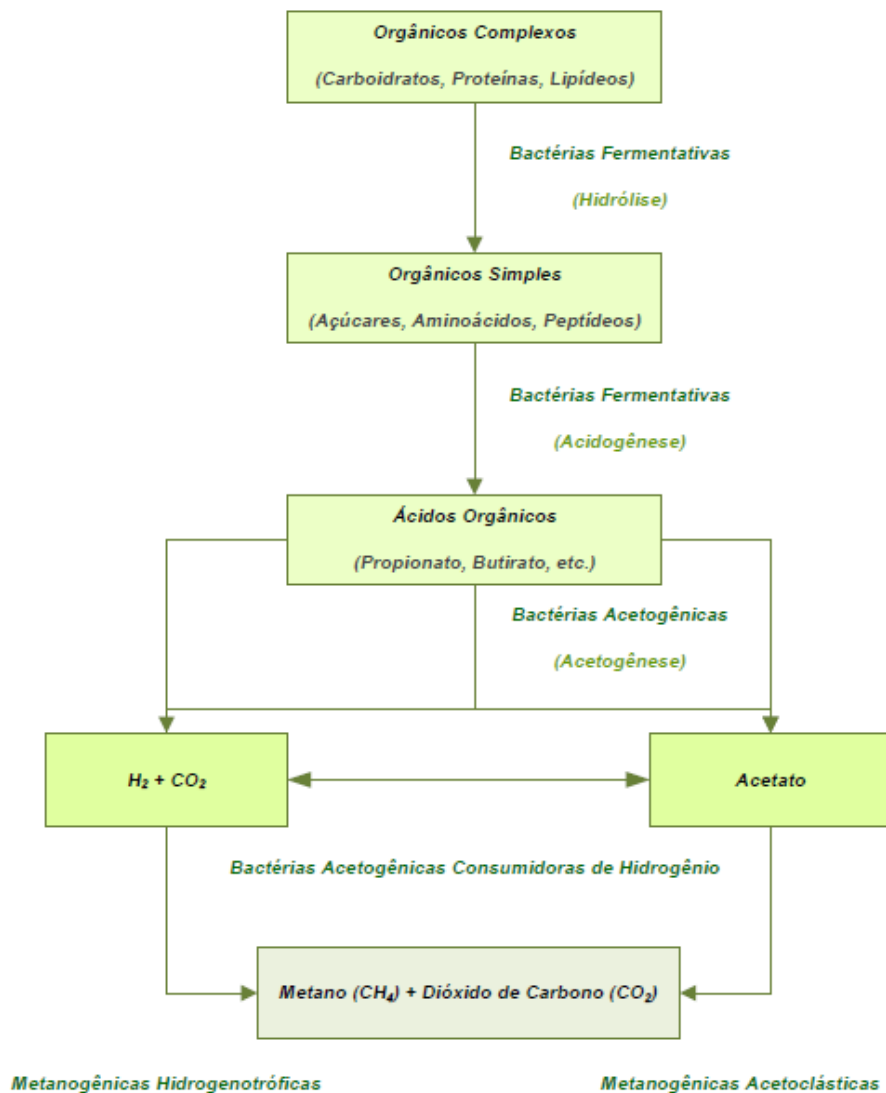 Orgânicos Complexos
(Carboidratos, Proteínas, Lipídeos)
Bactérias Fermentativas
(Hidrólise)
Orgânicos Simples
(Açúcares, Aminoácidos, Peptídeos)
Bactérias Fermentativas
(Acidogênese)
Ácidos Orgânicos
(Propionato, Butirato, etc.)
Bactérias Acetogênicas
(Acetogênese)
H₂ + CO₂
Acetato
Bactérias Acetogênicas Consumidoras de Hidrogênio
Metano (CH₄) + Dióxido de Carbono (CO₂)
Metanogênicas Hidrogenotróficas
Metanogênicas Acetoclásticas